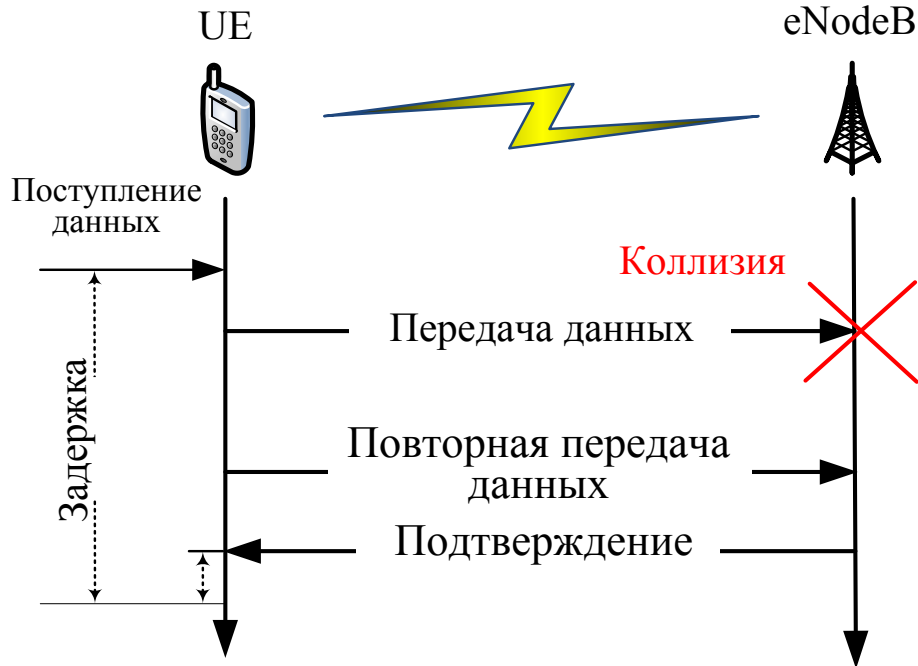 UE
eNodeB
Поступление
данных
Коллизия
Передача данных
Задержка
Повторная передача
данных
Подтверждение